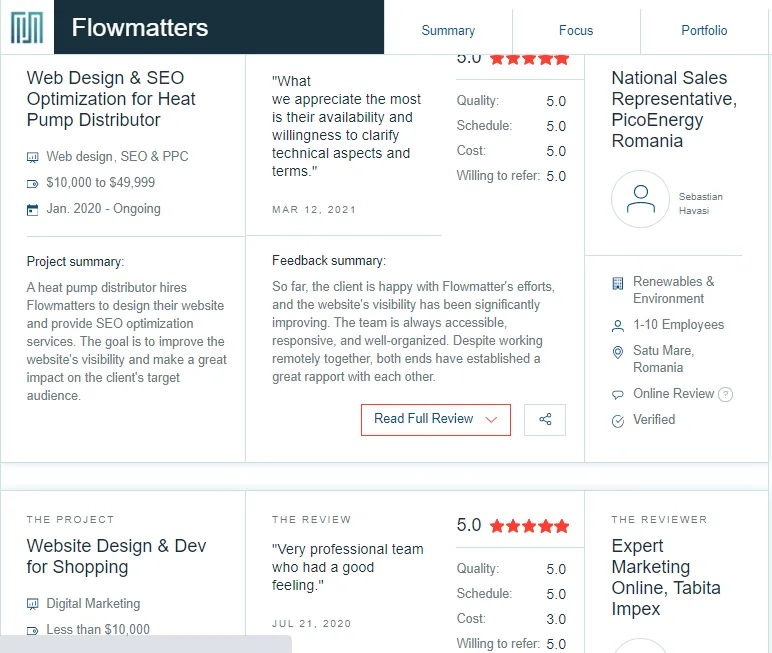 Flowmatters
Summary
Focus
Portfolio
Web Design & SEO
Optimization for Heat
Pump Distributor
Web design, SEO & PPC
$10,000 to $49,999
Jan. 2020 - Ongoing
Project summary:
A heat pump distributor hires
Flowmatters to design their website
and provide SEO optimization
services. The goal is to improve the
website's visibility and make a great
impact on the client's target
audience.
"What
we appreciate the most
is their availability and
willingness to clarify
technical aspects and
terms."
MAR 12, 2021
5.0
Quality: 5.0
Schedule: 5.0
Cost: 5.0
Willing to refer: 5.0
Feedback summary:
So far, the client is happy with Flowmatter's efforts,
and the website's visibility has been significantly
improving. The team is always accessible,
responsive, and well-organized. Despite working
remotely together, both ends have established a
great rapport with each other.
Read Full Review
National Sales
Representative,
PicoEnergy
Romania
Sebastian
Havasi
Renewables &
Environment
1-10 Employees
Satu Mare,
Romania
Online Review ?
Verified
THE PROJECT
Website Design & Dev
for Shopping
Digital Marketing
Less than $10,000
THE REVIEW
"Very professional team
who had a good
feeling."
JUL 21, 2020
5.0
Quality: 5.0
Schedule: 5.0
Cost: 3.0
Willing to refer: 5.0
THE REVIEWER
Expert
Marketing
Online, Tabita
Impex